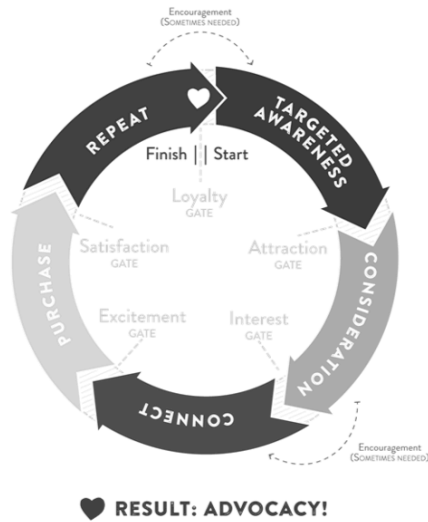 Encouragement
(SOMETIMES NEEDED)
TARGETED
AWARENESS
REPEAT
Finish || Start
Loyalty
GATE
Satisfaction
GATE
Attraction
GATE
PURCHASE
CONSIDERATION
Excitement
GATE
Interest
GATE
CONNECT
Encouragement
(SOMETIMES NEEDED)
RESULT: ADVOCACY!